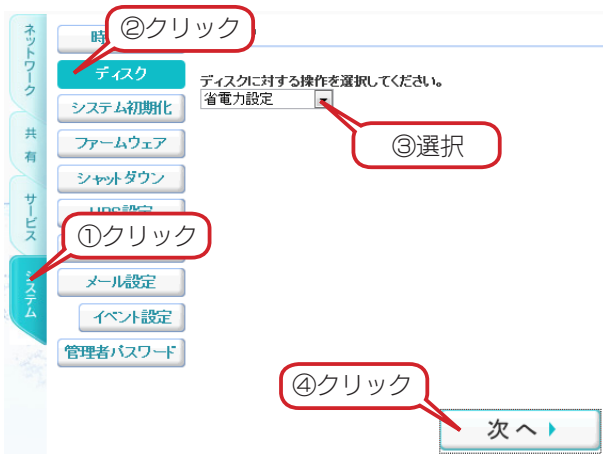 ネットワーク
共有
サービス
システム
②クリック
時
ディスク
システム初期化
ファームウェア
シャットダウン
UPS設定
①クリック
メール設定
イベント設定
管理者パスワード
ディスクに対する操作を選択してください。
省電力設定
③選択
④クリック
次へ